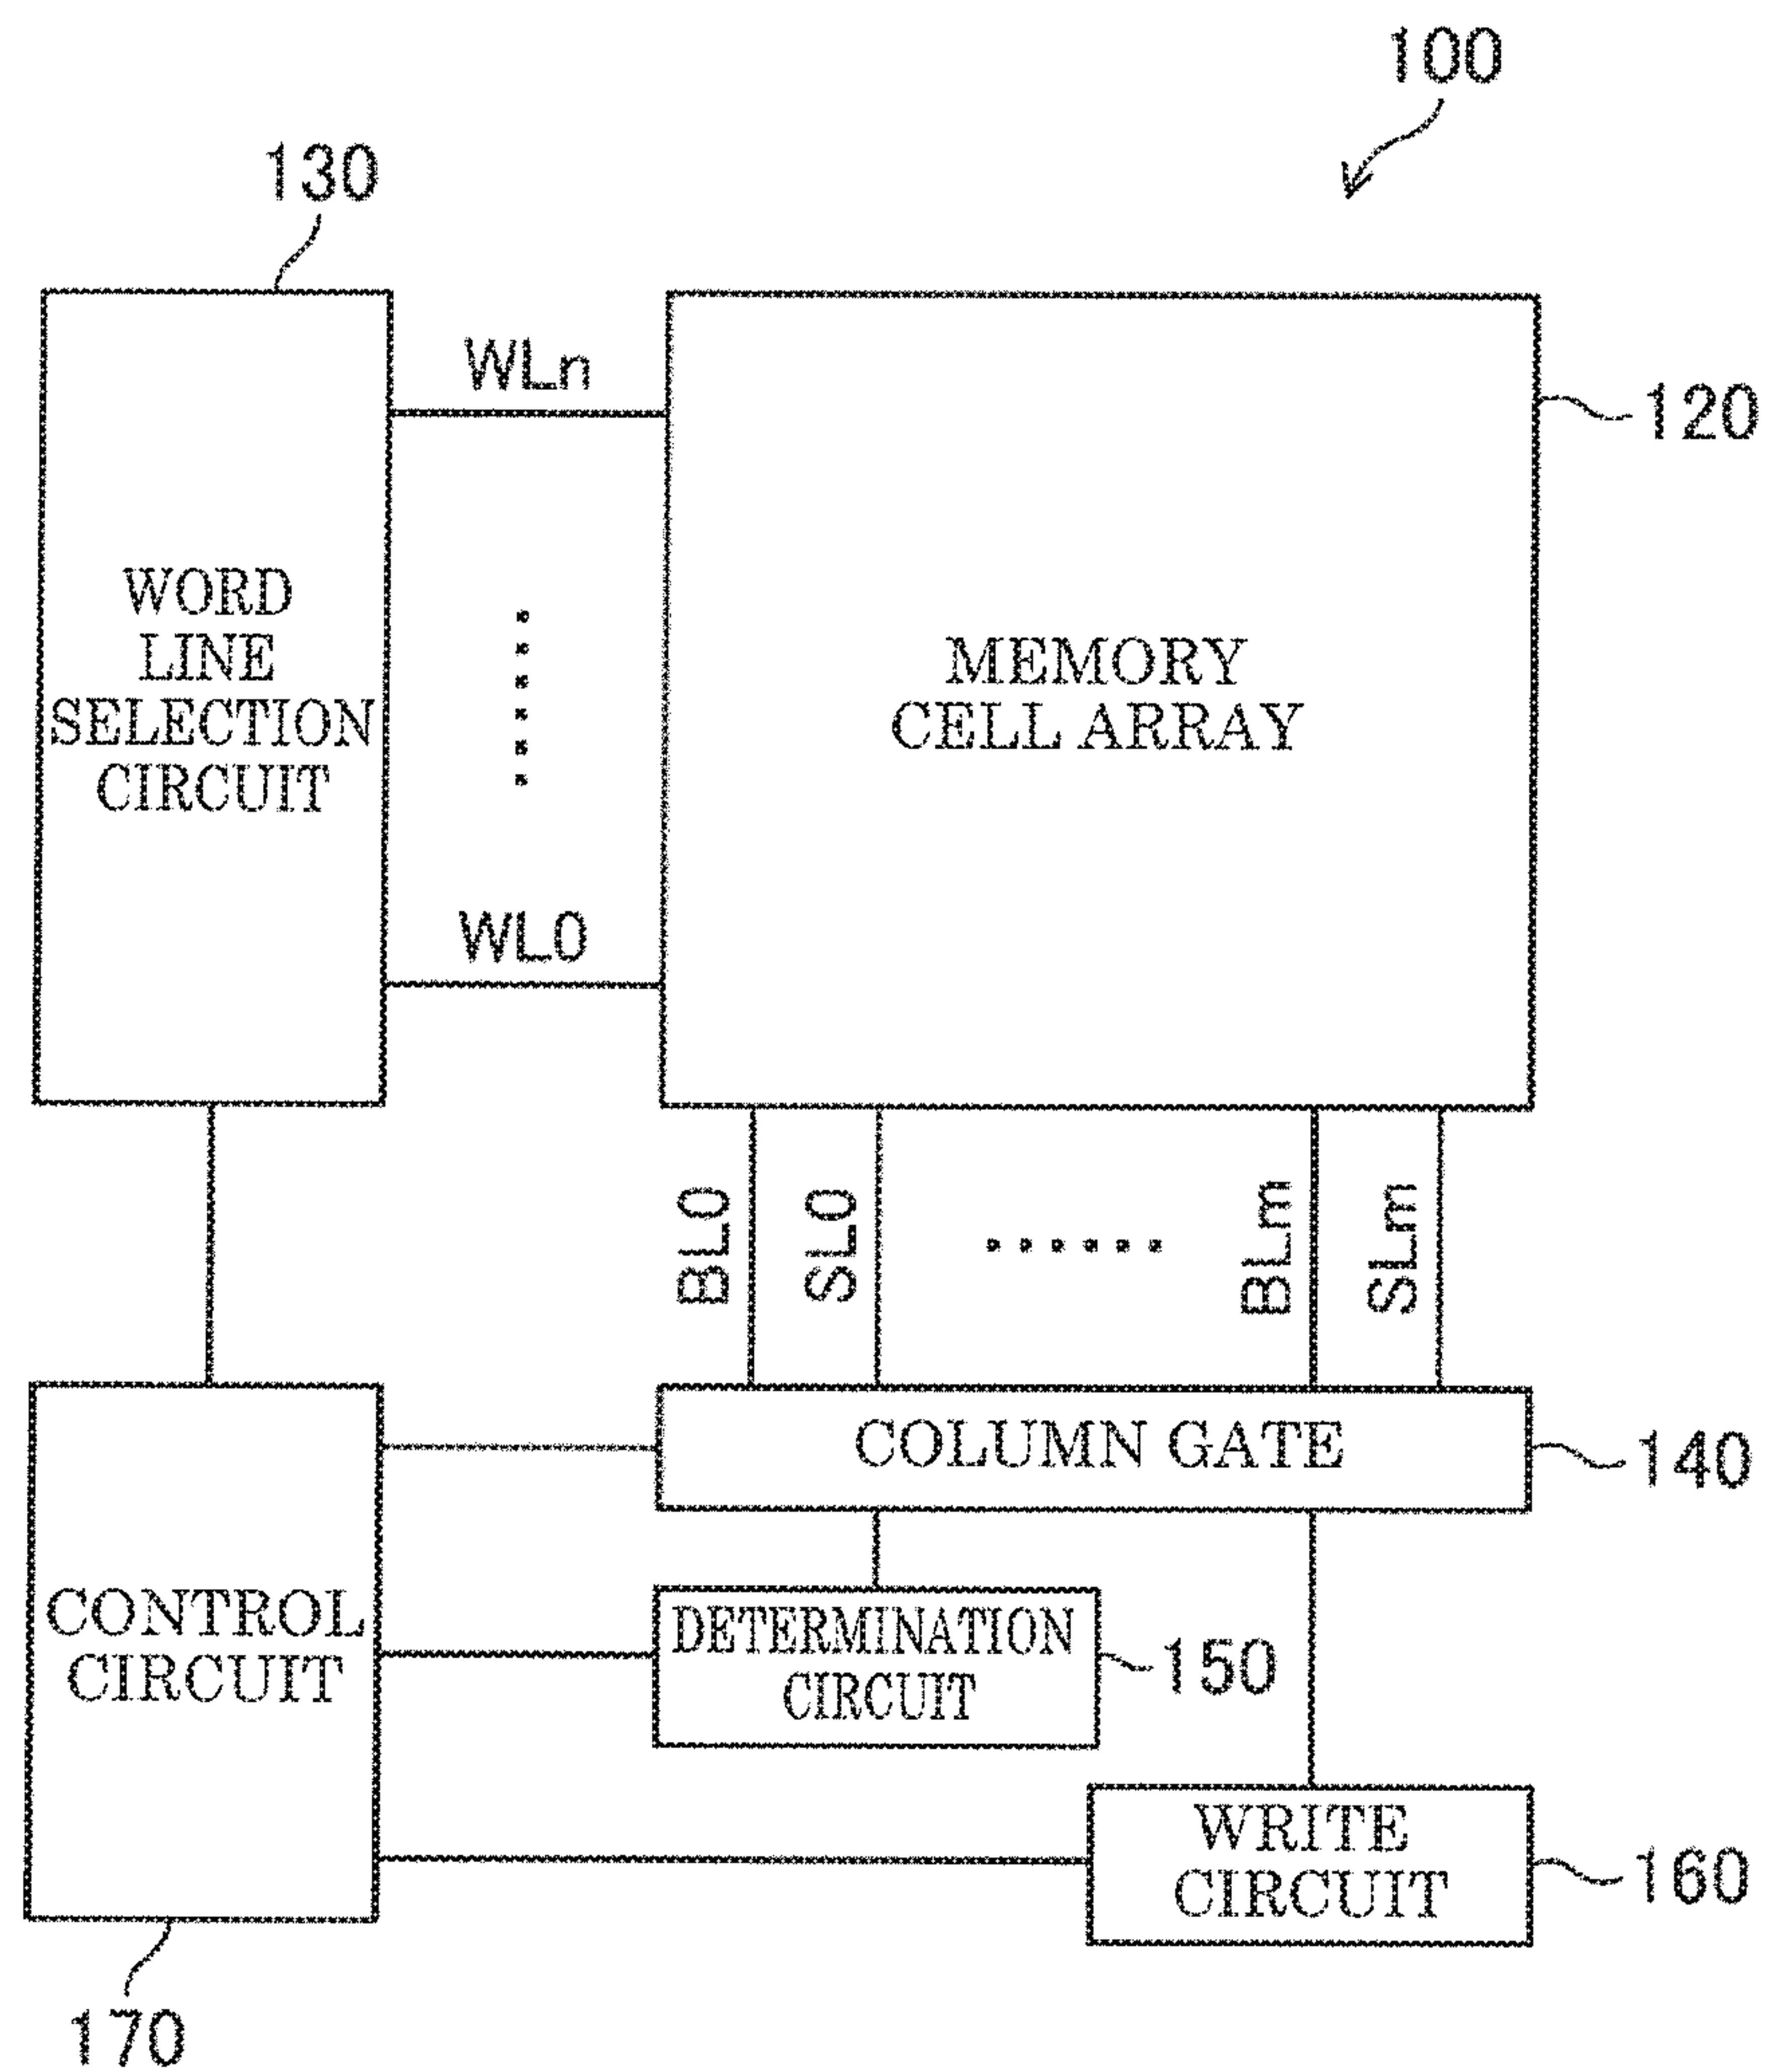 100
130
WLn
120
WORD
LINE
SELECTION
CIRCUIT
MEMORY
CELL ARRAY
WL0
BL0
SL0
BLm
SLm
COLUMN GATE
140
CONTROL
CIRCUIT
DETERMINATION
CIRCUIT
150
WRITE
CIRCUIT
160
170